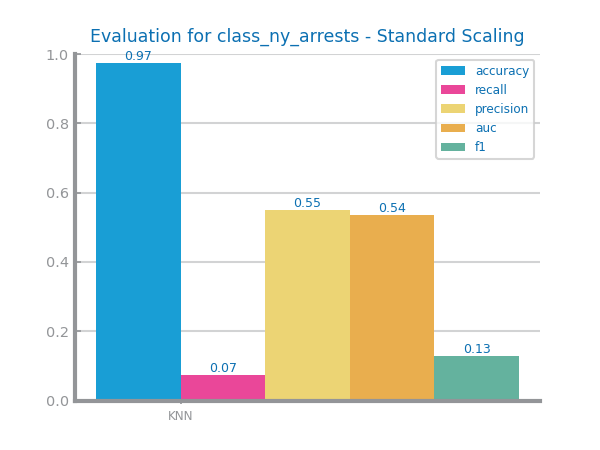 Evaluation for class_ny_arrests - Standard Scaling
1.0
0.8
0.6
0.4
0.2
0.0
0.97
0.07
0.55
0.54
0.13
accuracy
recall
precision
auc
f1
KNN